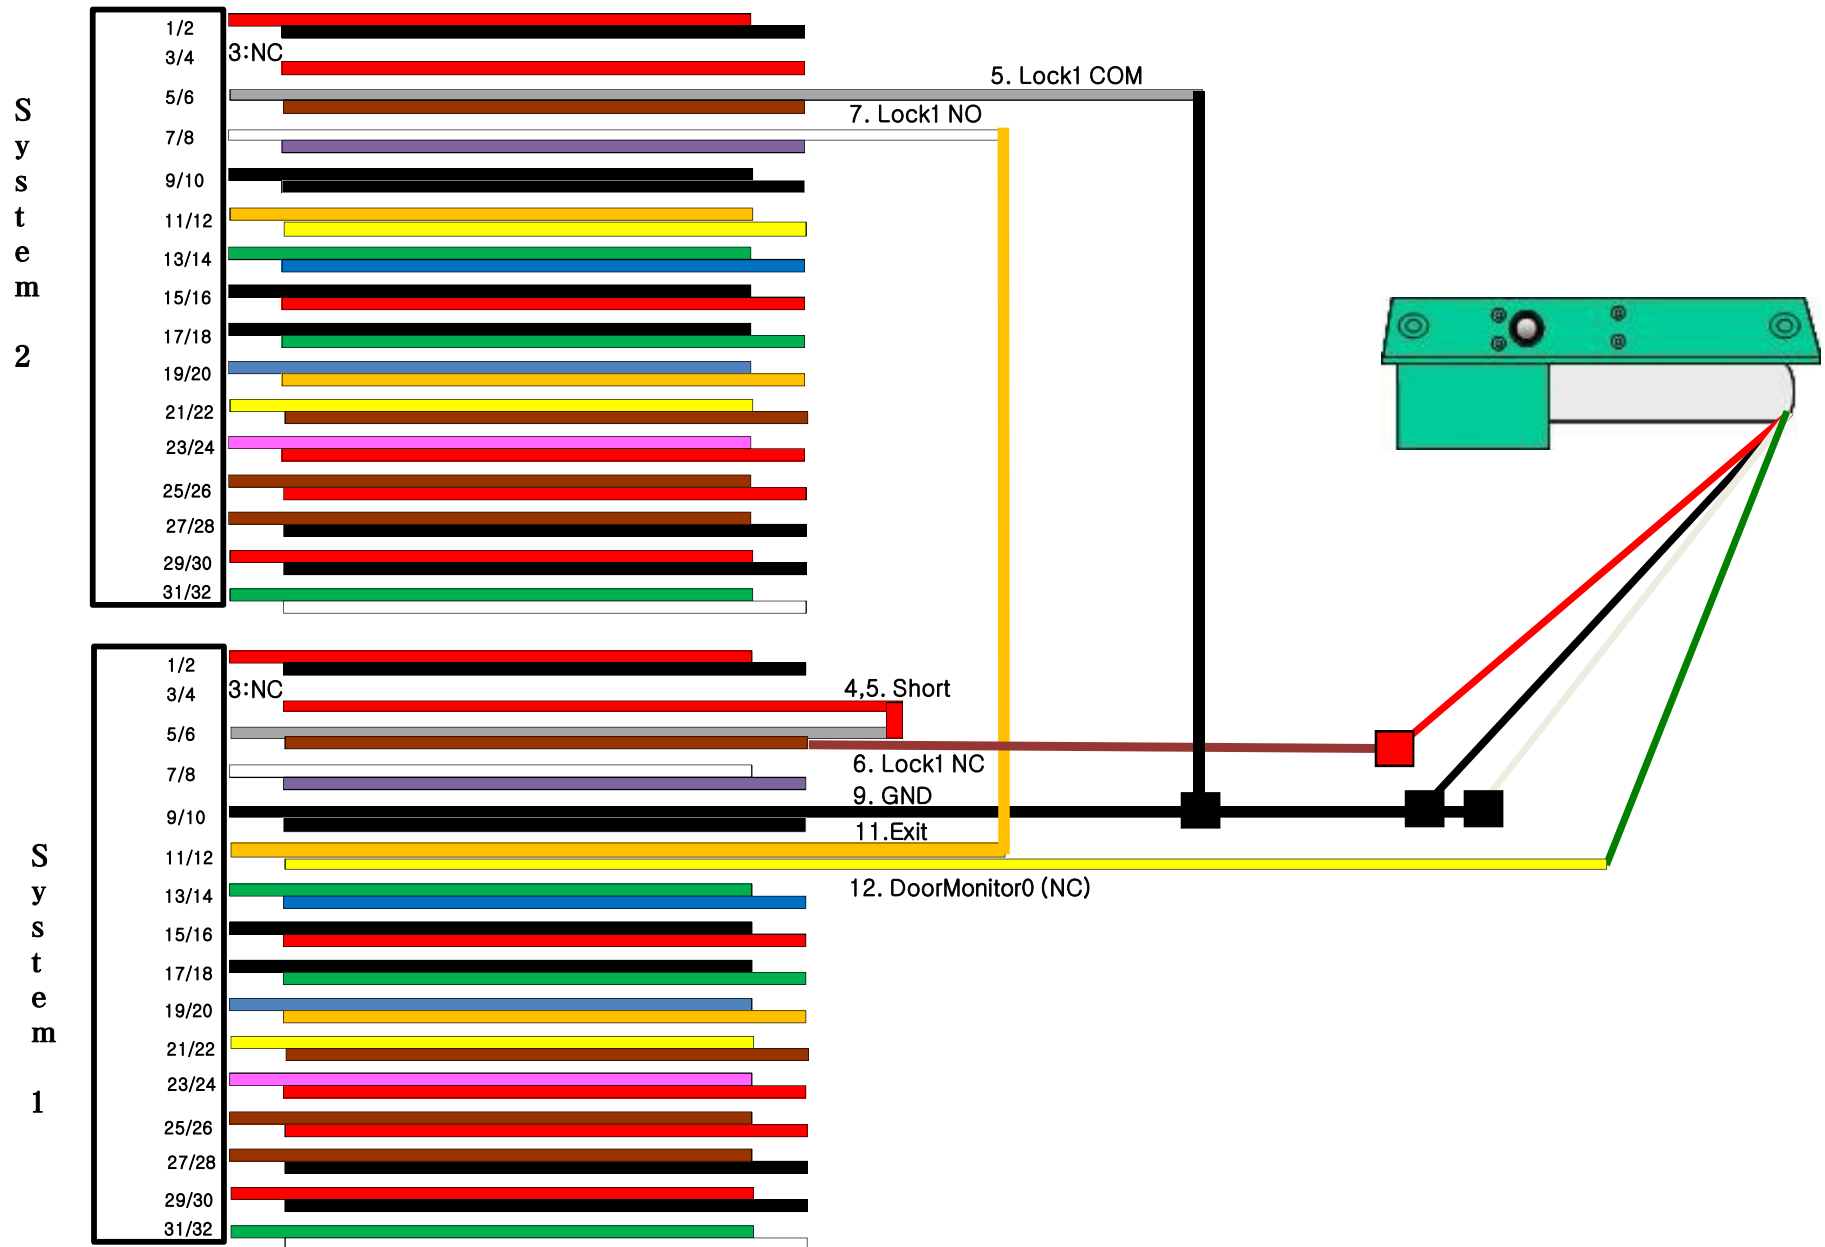 System 2
1/2
3:NC
3/4
5. Lock1 COM
5/6
7. Lock1 NO
7/8
9/10
11/12
13/14
15/16
17/18
19/20
21/22
23/24
25/26
27/28
29/30
31/32
System 1
1/2
3:NC
3/4
4,5. Short
5/6
6. Lock1 NC
7/8
9. GND
9/10
11.Exit
11/12
12. DoorMonitor0 (NC)
13/14
15/16
17/18
19/20
21/22
23/24
25/26
27/28
29/30
31/32